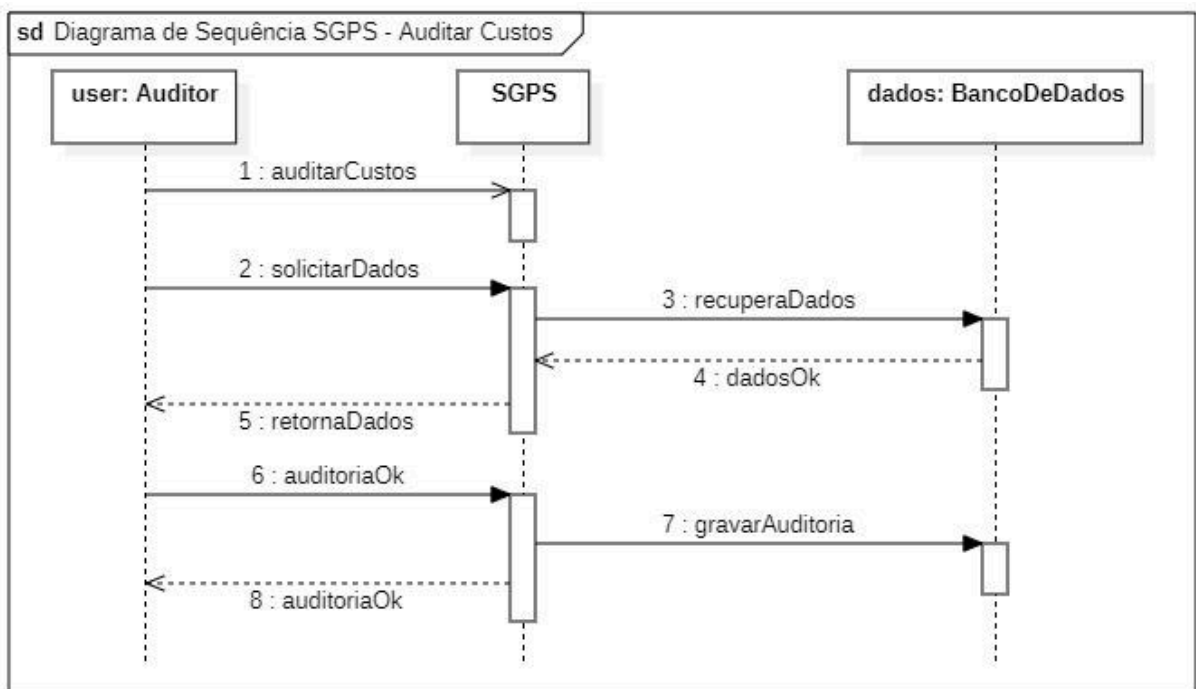 sd Diagrama de Sequência SGPS - Auditar Custos
user: Auditor
SGPS
dados: BancoDeDados
1 : auditarCustos
2 : solicitarDados
3 : recuperaDados
4 : dadosOk
5 : retornaDados
6 : auditoriaOk
7 : gravarAuditoria
8 : auditoriaOk